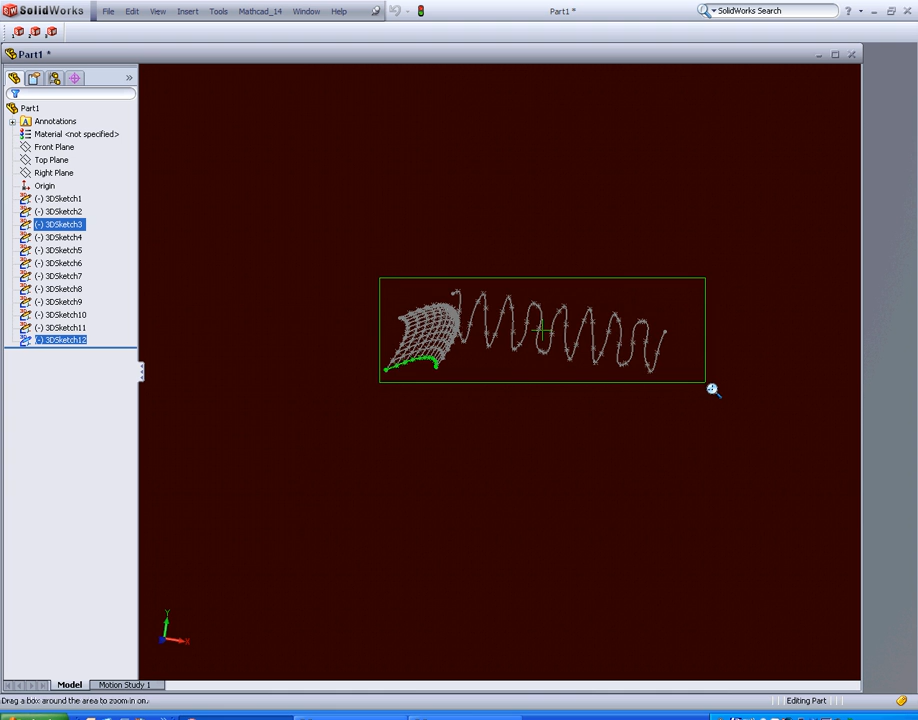 SolidWorks File Edit View Insert Tools Mathcad_14 Window Help Part1 * SolidWorks Search ?
Part1 *
Part1
Annotations
Material <not specified>
Front Plane
Top Plane
Right Plane
Origin
(-) 3DSketch1
(-) 3DSketch2
(-) 3DSketch3
(-) 3DSketch4
(-) 3DSketch5
(-) 3DSketch6
(-) 3DSketch7
(-) 3DSketch8
(-) 3DSketch9
(-) 3DSketch10
(-) 3DSketch11
(-) 3DSketch12
Y
X
Model Motion Study 1
Drag a box around the area to zoom in on. Editing Part